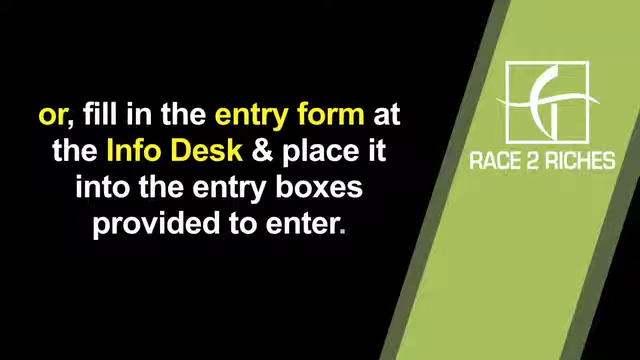 or, fill in the entry form at
the Info Desk & place it
into the entry boxes
provided to enter.
RACE 2 RICHES